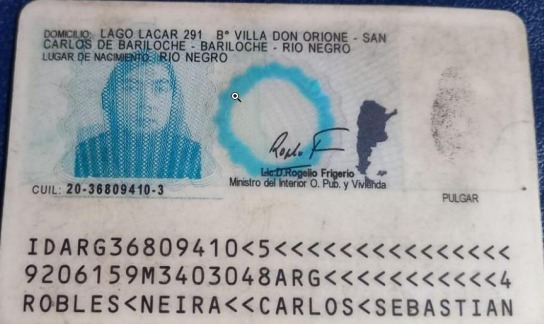 DOMICILIO: LAGO LACAR 291 B° VILLA DON ORIONE - SAN
CARLOS DE BARILOCHE - BARILOCHE - RIO NEGRO
LUGAR DE NACIMIENTO: RIO NEGRO
Lic.D.Rogelio Frigerio
Ministro del Interior O. Pub. y Vivienda
CUIL: 20-36809410-3
PULGAR
IDARG36809410<5<<<<<<<<<<<<<<<
9206159M3403048ARG<<<<<<<<<<<4
ROBLES<NEIRA<<CARLOS<SEBASTIAN